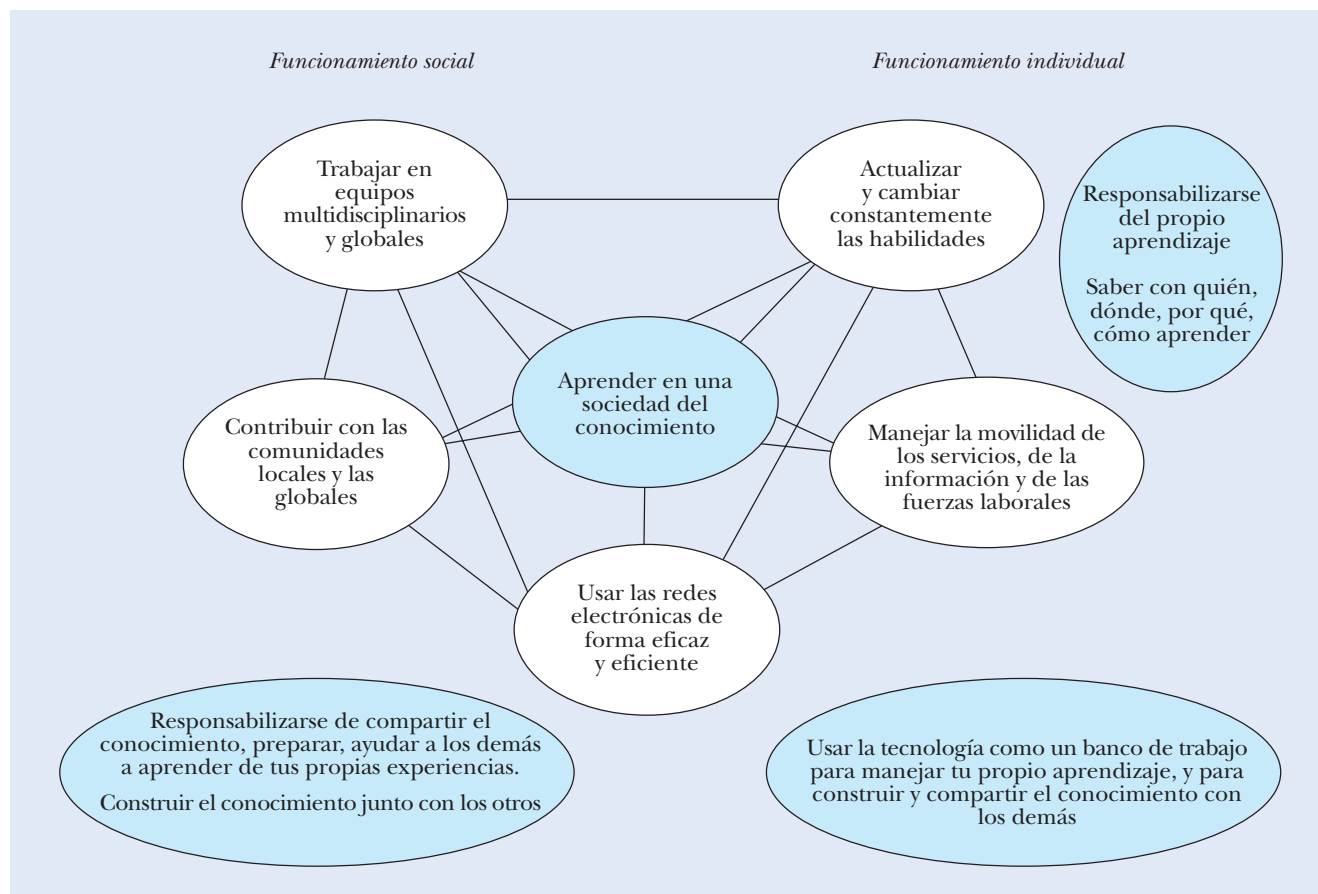 Funcionamiento social
Funcionamiento individual
Trabajar en
equipos
multidisciplinarios
y globales
Actualizar
y cambiar
constantemente
las habilidades
Responsabilizarse
del propio
aprendizaje
Saber con quién,
dónde, por qué,
cómo aprender
Aprender en una
sociedad del
conocimiento
Contribuir con las
comunidades
locales y las
globales
Manejar la movilidad de
los servicios, de la
información y de las
fuerzas laborales
Usar las redes
electrónicas de
forma eficaz
y eficiente
Responsabilizarse de compartir el
conocimiento, preparar, ayudar a los demás
a aprender de tus propias experiencias.
Construir el conocimiento junto con los otros
Usar la tecnología como un banco de trabajo
para manejar tu propio aprendizaje, y para
construir y compartir el conocimiento con
los demás